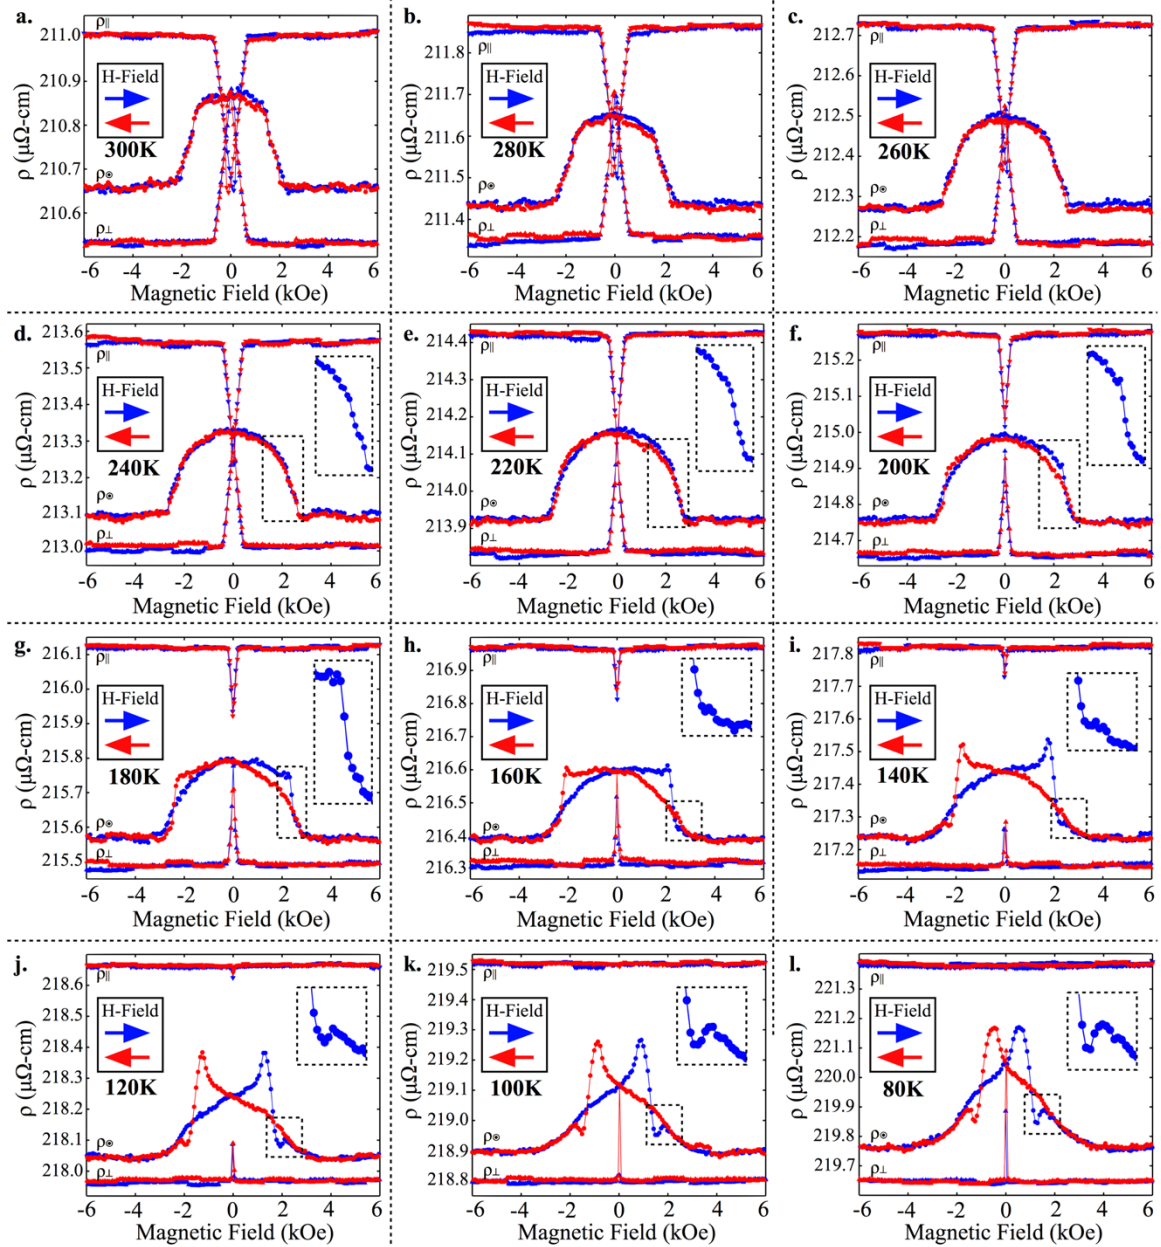 a.
ρ∥
211.0
210.9
210.8
210.7
210.6
ρ (μΩ-cm)
H-Field
300K
ρ⊙
ρ⊥
-6 -4 -2 0 2 4 6
Magnetic Field (kOe)
b.
ρ∥
211.8
211.7
211.6
211.5
211.4
211.3
ρ (μΩ-cm)
H-Field
280K
ρ⊙
ρ⊥
-6 -4 -2 0 2 4 6
Magnetic Field (kOe)
c.
ρ∥
212.7
212.6
212.5
212.4
212.3
212.2
ρ (μΩ-cm)
H-Field
260K
ρ⊙
ρ⊥
-6 -4 -2 0 2 4 6
Magnetic Field (kOe)
d.
ρ∥
213.6
213.5
213.4
213.3
213.2
213.1
213.0
ρ (μΩ-cm)
H-Field
240K
ρ⊙
ρ⊥
-6 -4 -2 0 2 4 6
Magnetic Field (kOe)
e.
ρ∥
214.4
214.3
214.2
214.1
214.0
213.9
ρ (μΩ-cm)
H-Field
220K
ρ⊙
ρ⊥
-6 -4 -2 0 2 4 6
Magnetic Field (kOe)
f.
ρ∥
215.2
215.1
215.0
214.9
214.8
214.7
ρ (μΩ-cm)
H-Field
200K
ρ⊙
ρ⊥
-6 -4 -2 0 2 4 6
Magnetic Field (kOe)
g.
ρ∥
216.1
216.0
215.9
215.8
215.7
215.6
215.5
ρ (μΩ-cm)
H-Field
180K
ρ⊙
ρ⊥
-6 -4 -2 0 2 4 6
Magnetic Field (kOe)
h.
ρ∥
216.9
216.8
216.7
216.6
216.5
216.4
216.3
ρ (μΩ-cm)
H-Field
160K
ρ⊙
ρ⊥
-6 -4 -2 0 2 4 6
Magnetic Field (kOe)
i.
ρ∥
217.8
217.7
217.6
217.5
217.4
217.3
217.2
ρ (μΩ-cm)
H-Field
140K
ρ⊙
ρ⊥
-6 -4 -2 0 2 4 6
Magnetic Field (kOe)
j.
ρ∥
218.6
218.5
218.4
218.3
218.2
218.1
218.0
ρ (μΩ-cm)
H-Field
120K
ρ⊙
ρ⊥
-6 -4 -2 0 2 4 6
Magnetic Field (kOe)
k.
ρ∥
219.5
219.4
219.3
219.2
219.1
219.0
218.9
218.8
ρ (μΩ-cm)
H-Field
100K
ρ⊙
ρ⊥
-6 -4 -2 0 2 4 6
Magnetic Field (kOe)
l.
ρ∥
221.3
221.1
220.0
219.8
219.7
ρ (μΩ-cm)
H-Field
80K
ρ⊙
ρ⊥
-6 -4 -2 0 2 4 6
Magnetic Field (kOe)